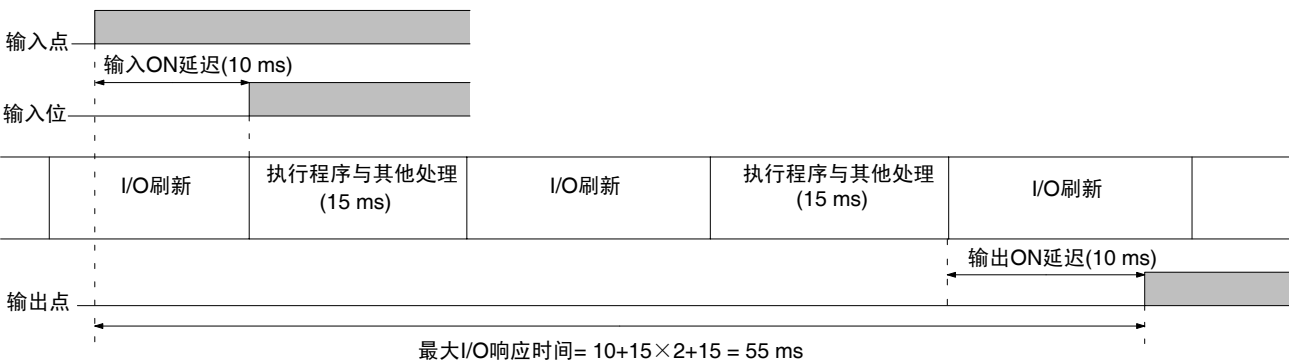 输入点
输入ON延迟(10 ms)
输入位
I/O刷新
执行程序与其他处理
(15 ms)
I/O刷新
执行程序与其他处理
(15 ms)
I/O刷新
输出ON延迟(10 ms)
输出点
最大I/O响应时间= 10+15×2+15 = 55 ms